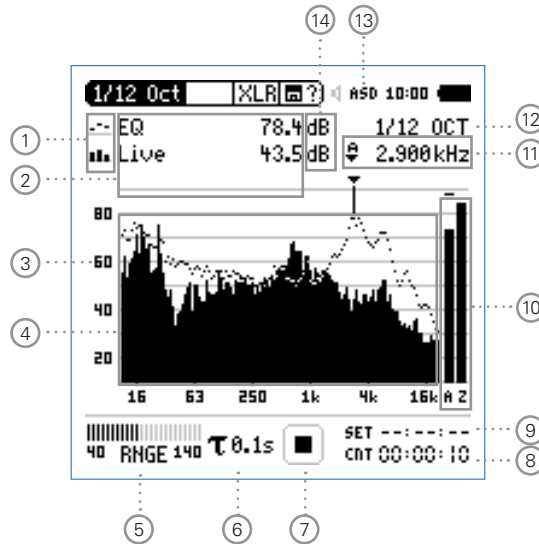 14 13
1/12 Oct XLR ? ASD 10:00
EQ 78.4 dB 1/12 OCT 12
1 Live 43.5 dB A 2.900kHz 11
2
80
3 60
10
4 40
20
16 63 250 1k 4k 16k A Z
SET --:--:-- 9
40 RNGE 140 τ 0.1s CNT 00:00:10 8
5 6 7